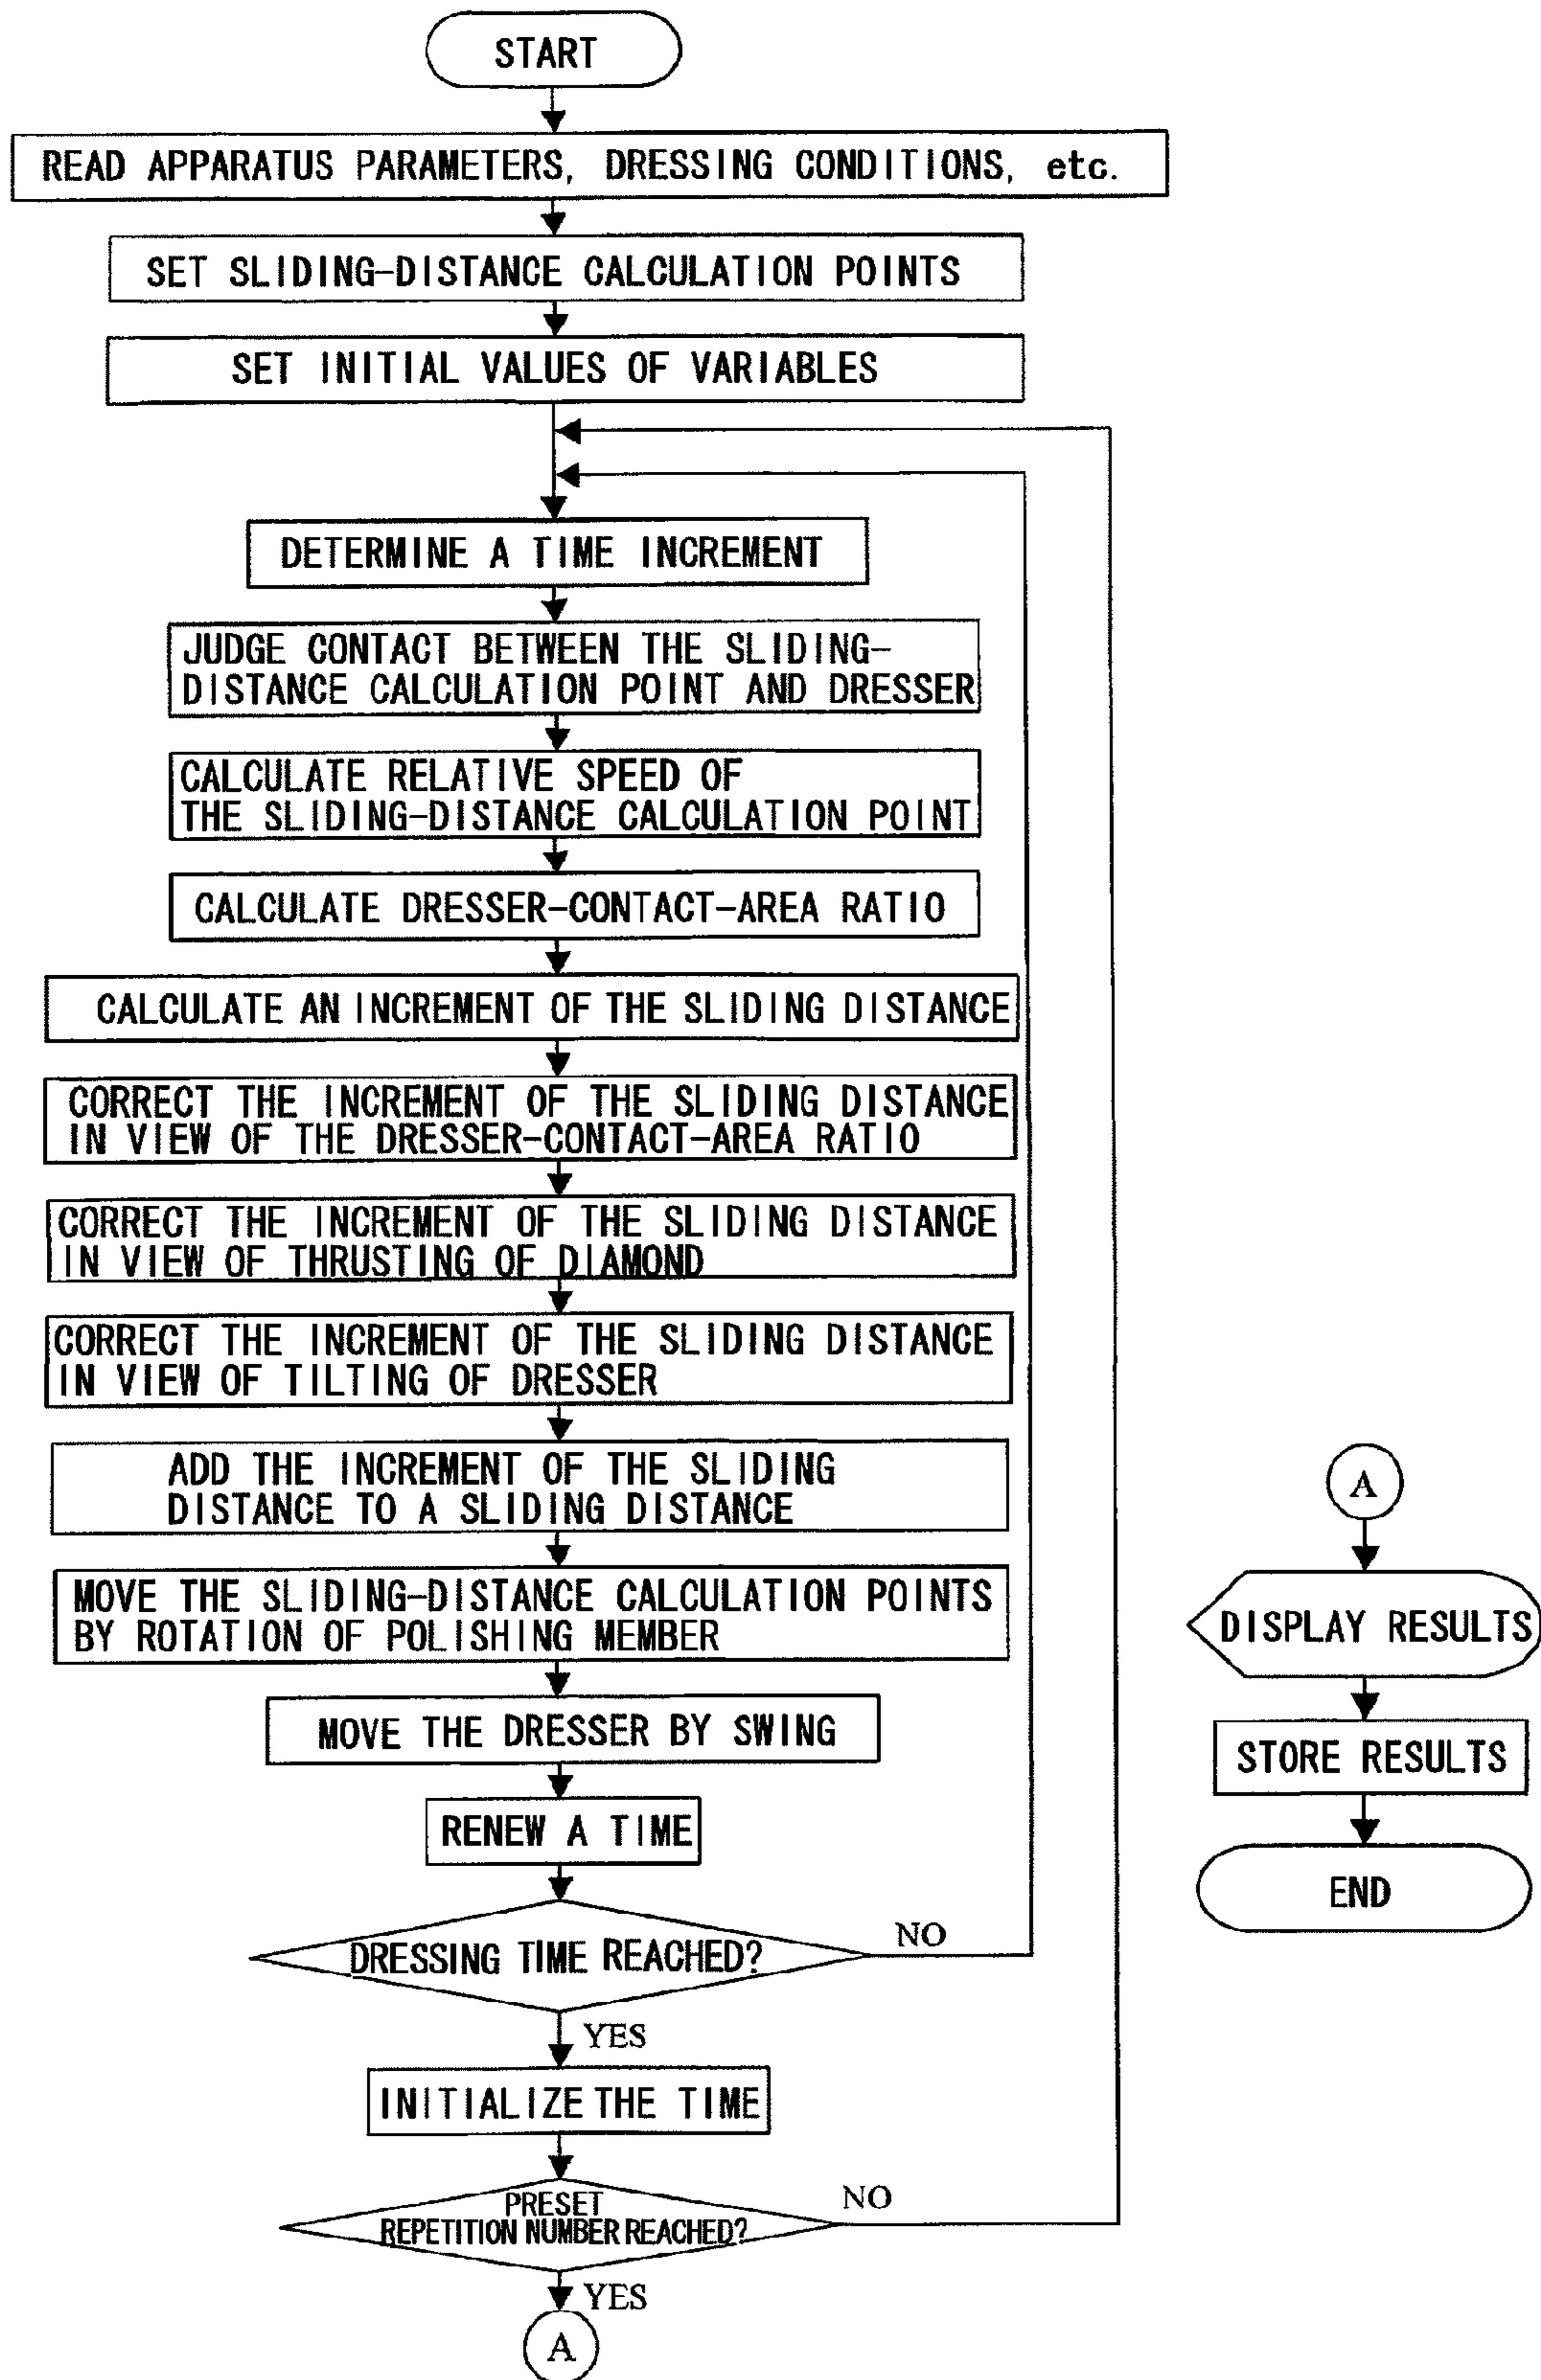 START
READ APPARATUS PARAMETERS, DRESSING CONDITIONS, etc.
SET SLIDING-DISTANCE CALCULATION POINTS
SET INITIAL VALUES OF VARIABLES
DETERMINE A TIME INCREMENT
JUDGE CONTACT BETWEEN THE SLIDING-
DISTANCE CALCULATION POINT AND DRESSER
CALCULATE RELATIVE SPEED OF
THE SLIDING-DISTANCE CALCULATION POINT
CALCULATE DRESSER-CONTACT-AREA RATIO
CALCULATE AN INCREMENT OF THE SLIDING DISTANCE
CORRECT THE INCREMENT OF THE SLIDING DISTANCE
IN VIEW OF THE DRESSER-CONTACT-AREA RATIO
CORRECT THE INCREMENT OF THE SLIDING DISTANCE
IN VIEW OF THRUSTING OF DIAMOND
CORRECT THE INCREMENT OF THE SLIDING DISTANCE
IN VIEW OF TILTING OF DRESSER
ADD THE INCREMENT OF THE SLIDING
DISTANCE TO A SLIDING DISTANCE
MOVE THE SLIDING-DISTANCE CALCULATION POINTS
BY ROTATION OF POLISHING MEMBER
MOVE THE DRESSER BY SWING
RENEW A TIME
DRESSING TIME REACHED?
NO
YES
INITIALIZE THE TIME
PRESET
REPETITION NUMBER REACHED?
NO
YES
A
A
DISPLAY RESULTS
STORE RESULTS
END